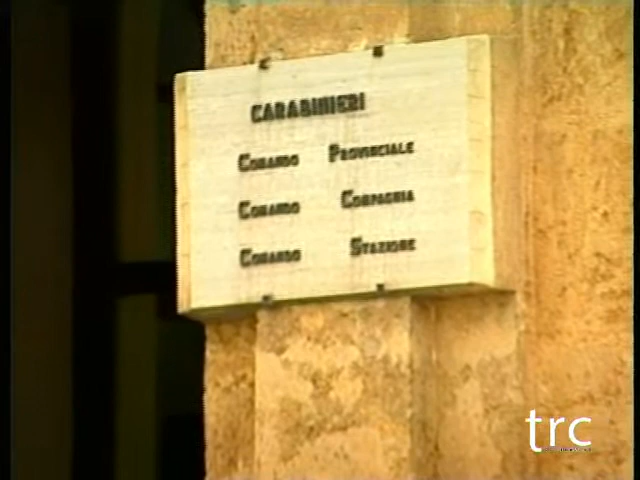 CARABINIERI
COMANDO PROVINCIALE
COMANDO COMPAGNIA
COMANDO STAZIONE
trc